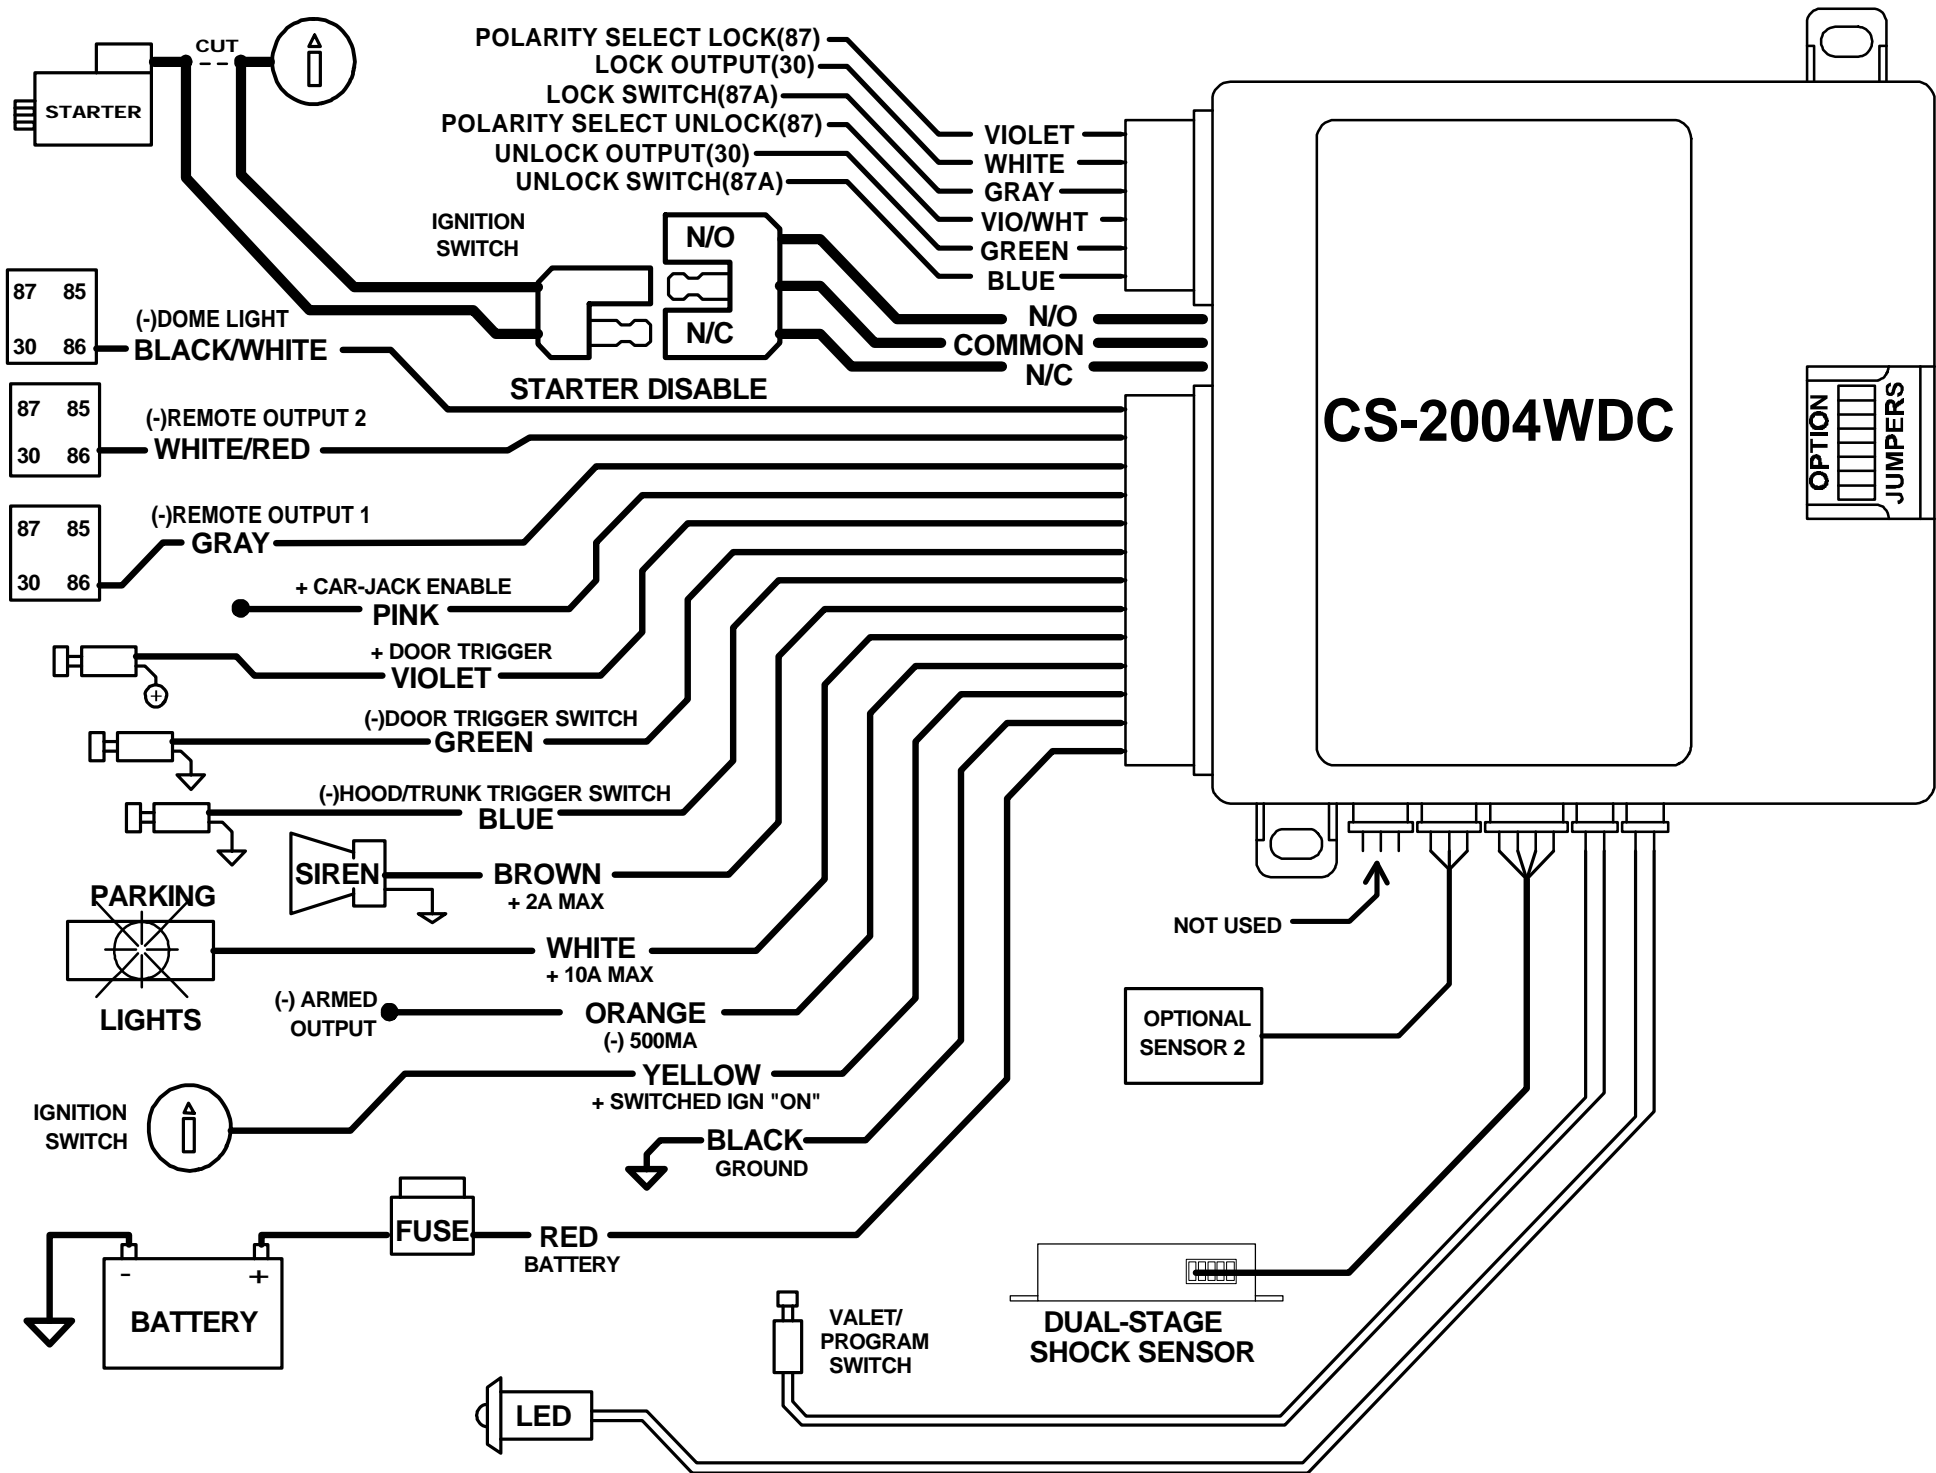 CUT
STARTER
POLARITY SELECT LOCK(87)
LOCK OUTPUT(30)
LOCK SWITCH(87A)
POLARITY SELECT UNLOCK(87)
UNLOCK OUTPUT(30)
UNLOCK SWITCH(87A)
VIOLET
WHITE
GRAY
VIO/WHT
GREEN
BLUE
IGNITION
SWITCH
N/O
N/C
N/O
COMMON
N/C
STARTER DISABLE
CS-2004WDC
OPTION
JUMPERS
87 85
30 86
(-)DOME LIGHT
BLACK/WHITE
87 85
30 86
(-)REMOTE OUTPUT 2
WHITE/RED
87 85
30 86
(-)REMOTE OUTPUT 1
GRAY
+ CAR-JACK ENABLE
PINK
+ DOOR TRIGGER
VIOLET
+
(-)DOOR TRIGGER SWITCH
GREEN
(-)HOOD/TRUNK TRIGGER SWITCH
BLUE
SIREN
BROWN
+ 2A MAX
PARKING
LIGHTS
WHITE
+ 10A MAX
(-) ARMED
OUTPUT
ORANGE
(-) 500MA
YELLOW
+ SWITCHED IGN "ON"
IGNITION
SWITCH
BLACK
GROUND
FUSE
RED
BATTERY
- +
BATTERY
NOT USED
OPTIONAL
SENSOR 2
DUAL-STAGE
SHOCK SENSOR
VALET/
PROGRAM
SWITCH
LED